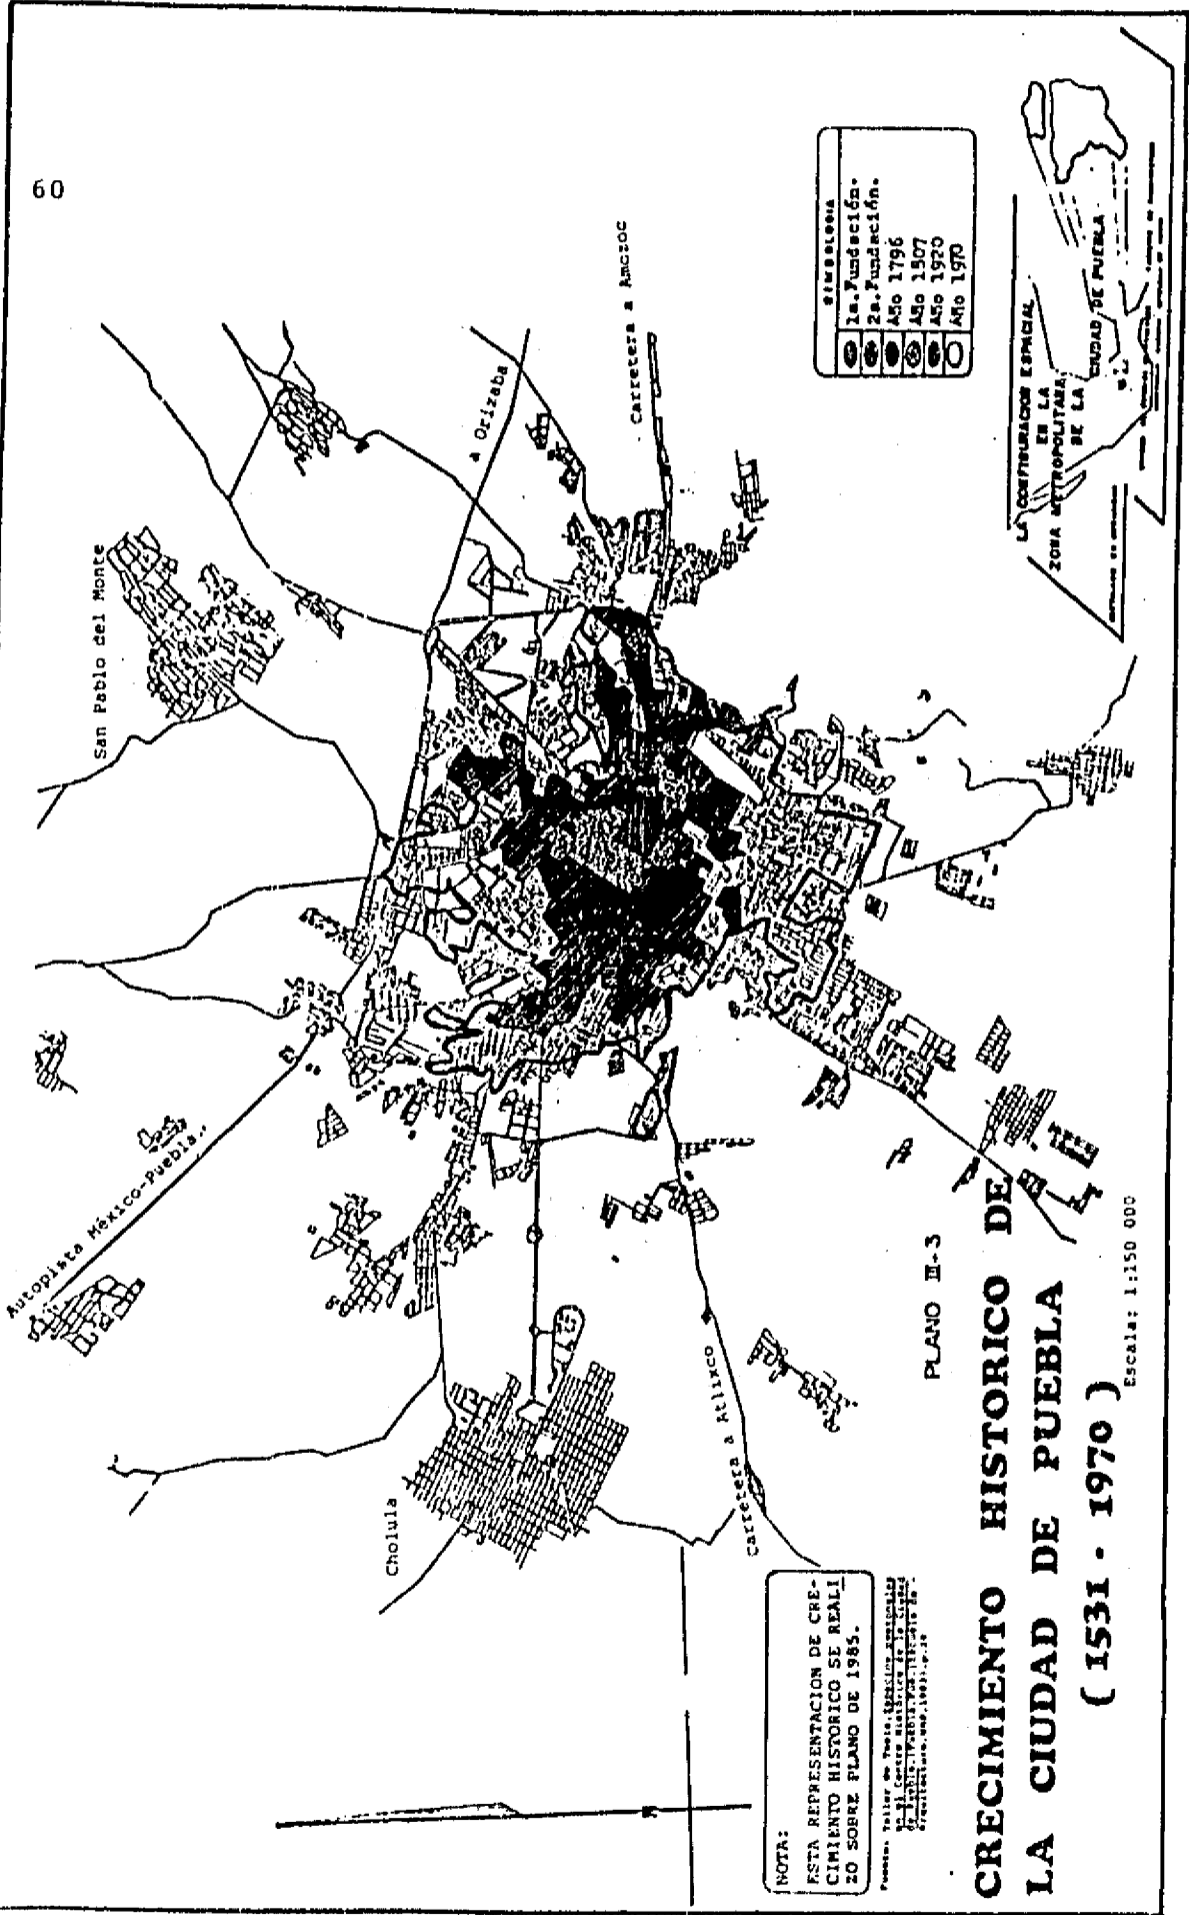 60
San Pablo del Monte
Autopista México-Puebla..
a Orizaba
Carretera a Amozoc
Cholula
Carretera a Atlixco
SIMBOLOGIA
1a.Fundación.
2a.Fundación.
Año 1796
Año 1507
Año 1920
Año 1970
LA CONFIGURACION ESPACIAL
EN LA
ZONA METROPOLITANA
DE LA CIUDAD DE PUEBLA
NOTA:
ESTA REPRESENTACION DE CRE-
CIMIENTO HISTORICO SE REALI
ZO SOBRE PLANO DE 1985.
PLANO III-3
CRECIMIENTO HISTORICO DE
LA CIUDAD DE PUEBLA
( 1531 - 1970 )
Escala: 1:150 000
N